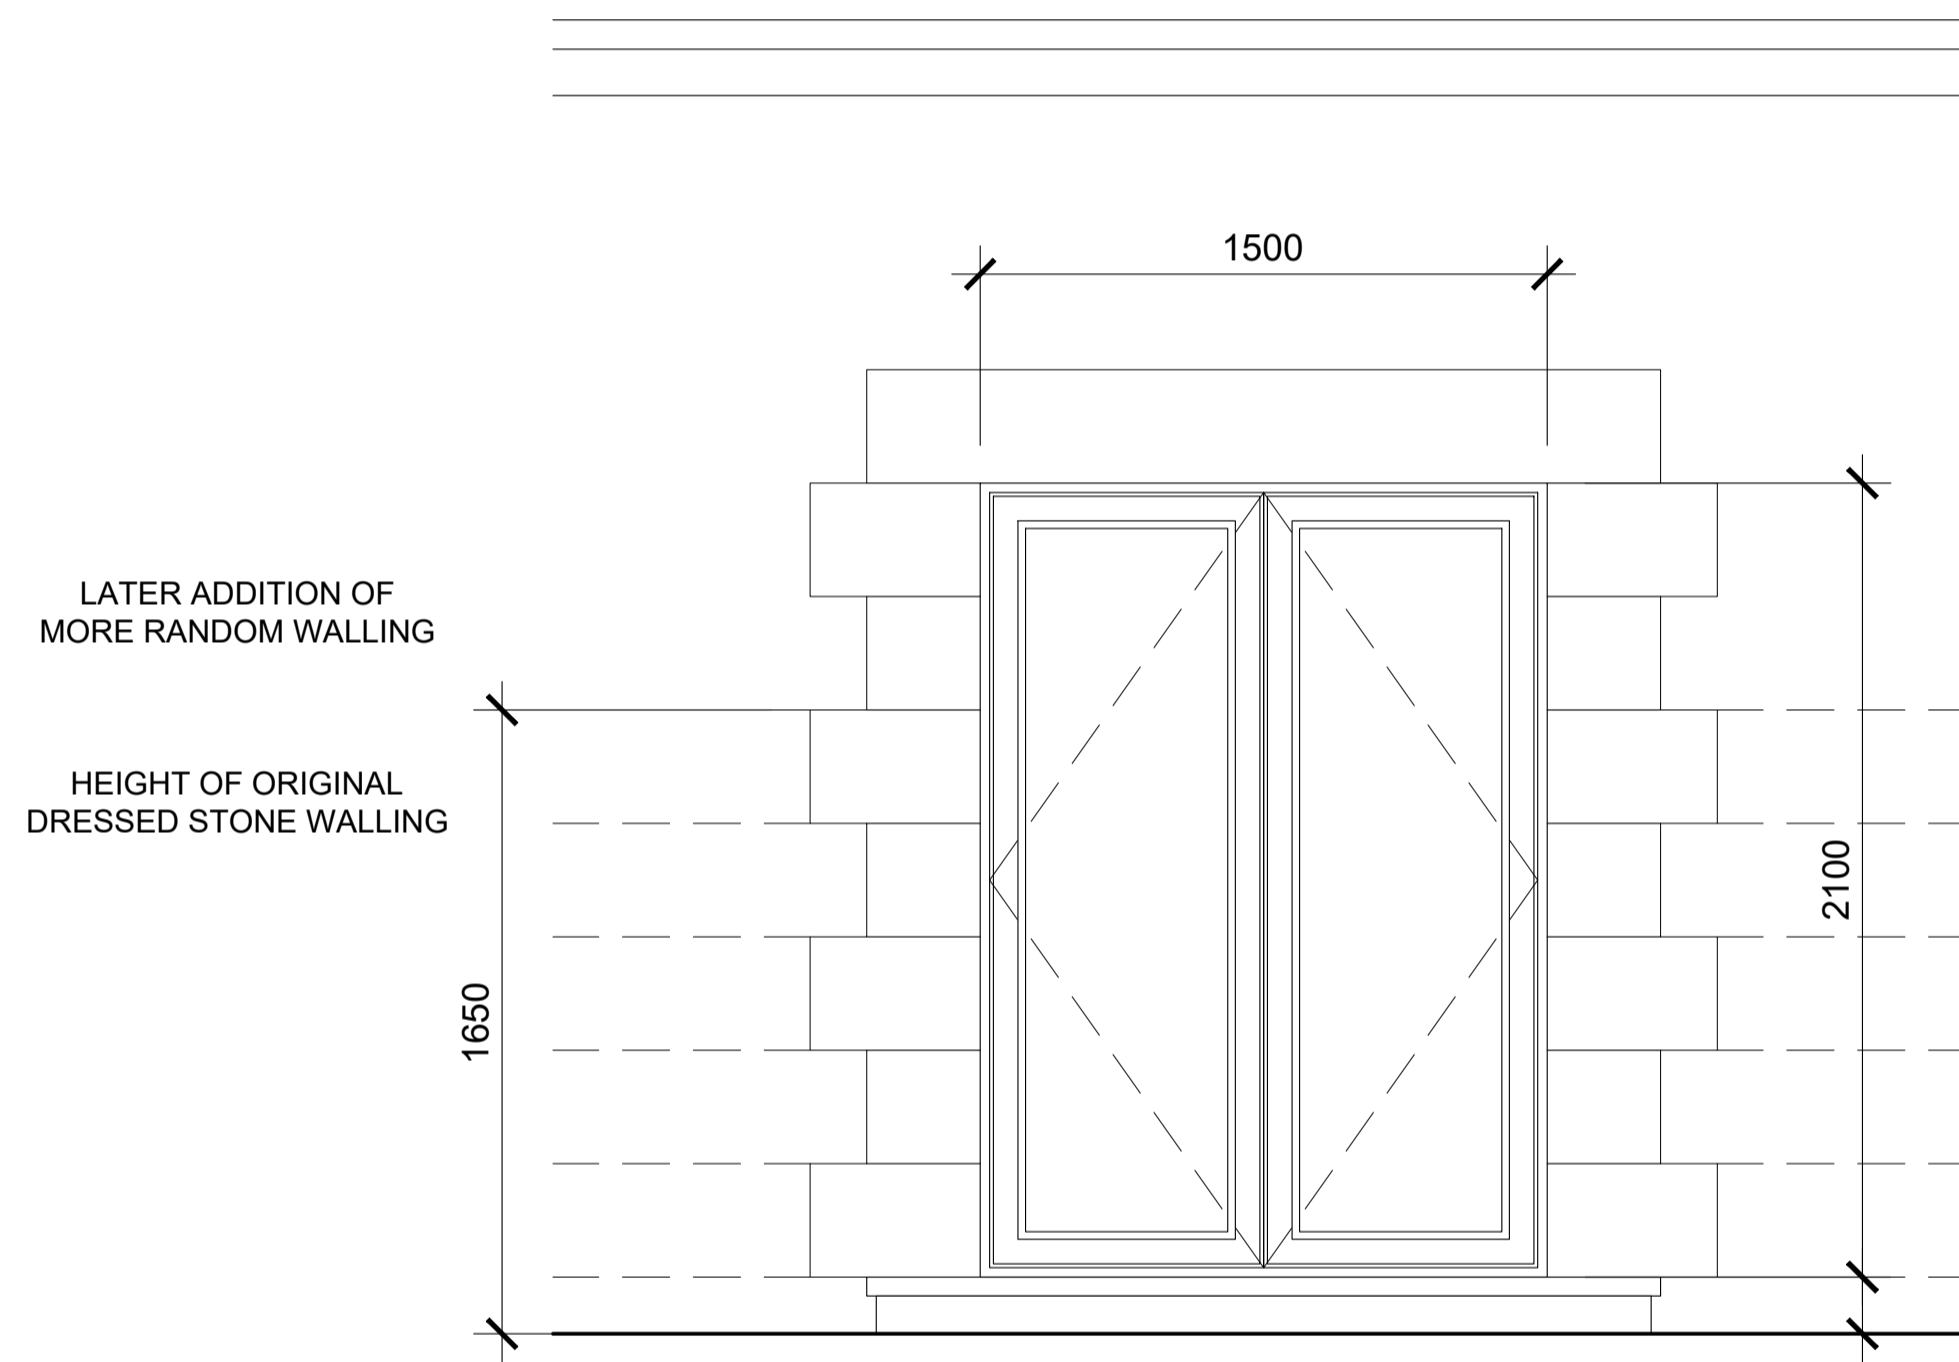 1500
LATER ADDITION OF
MORE RANDOM WALLING
HEIGHT OF ORIGINAL
DRESSED STONE WALLING
2100
1650